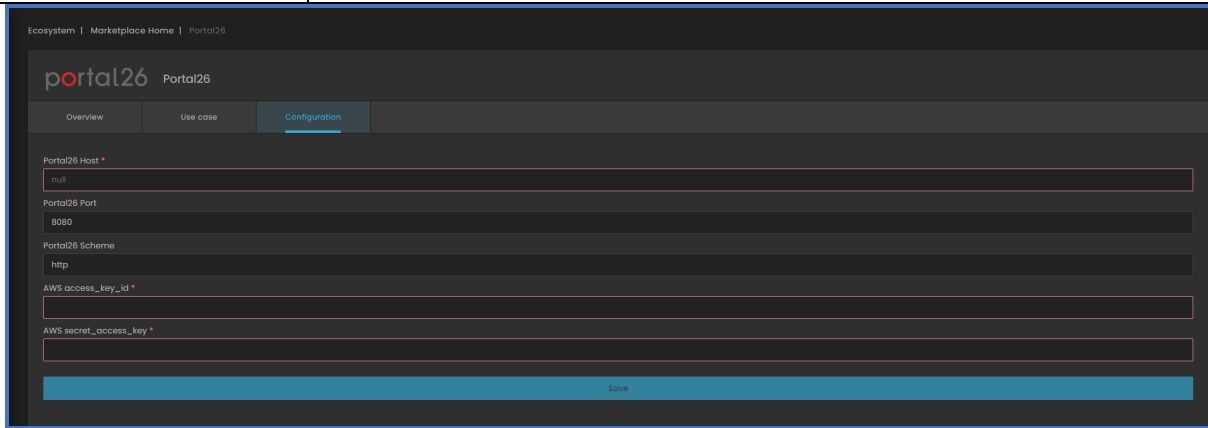 Ecosystem | Marketplace Home | Portal26
portal26 Portal26
Overview Use case Configuration
Portal26 Host *
null
Portal26 Port
8080
Portal26 Scheme
http
AWS access_key_id *
AWS secret_access_key *
Save